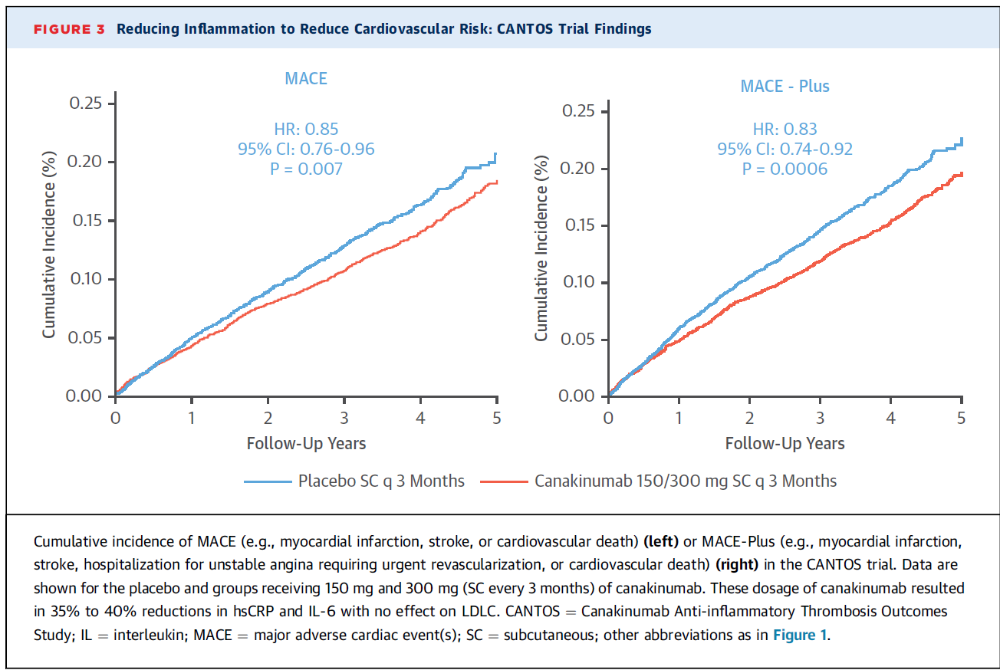 FIGURE 3 Reducing Inflammation to Reduce Cardiovascular Risk: CANTOS Trial Findings
MACE
HR: 0.85
95% CI: 0.76-0.96
P = 0.007
Cumulative Incidence (%)
0.25
0.20
0.15
0.10
0.05
0.00
0 1 2 3 4 5
Follow-Up Years
MACE - Plus
HR: 0.83
95% CI: 0.74-0.92
P = 0.0006
Cumulative Incidence (%)
0.25
0.20
0.15
0.10
0.05
0.00
0 1 2 3 4 5
Follow-Up Years
Placebo SC q 3 Months Canakinumab 150/300 mg SC q 3 Months
Cumulative incidence of MACE (e.g., myocardial infarction, stroke, or cardiovascular death) (left) or MACE-Plus (e.g., myocardial infarction,
stroke, hospitalization for unstable angina requiring urgent revascularization, or cardiovascular death) (right) in the CANTOS trial. Data are
shown for the placebo and groups receiving 150 mg and 300 mg (SC every 3 months) of canakinumab. These dosage of canakinumab resulted
in 35% to 40% reductions in hsCRP and IL-6 with no effect on LDLC. CANTOS = Canakinumab Anti-inflammatory Thrombosis Outcomes
Study; IL = interleukin; MACE = major adverse cardiac event(s); SC = subcutaneous; other abbreviations as in Figure 1.